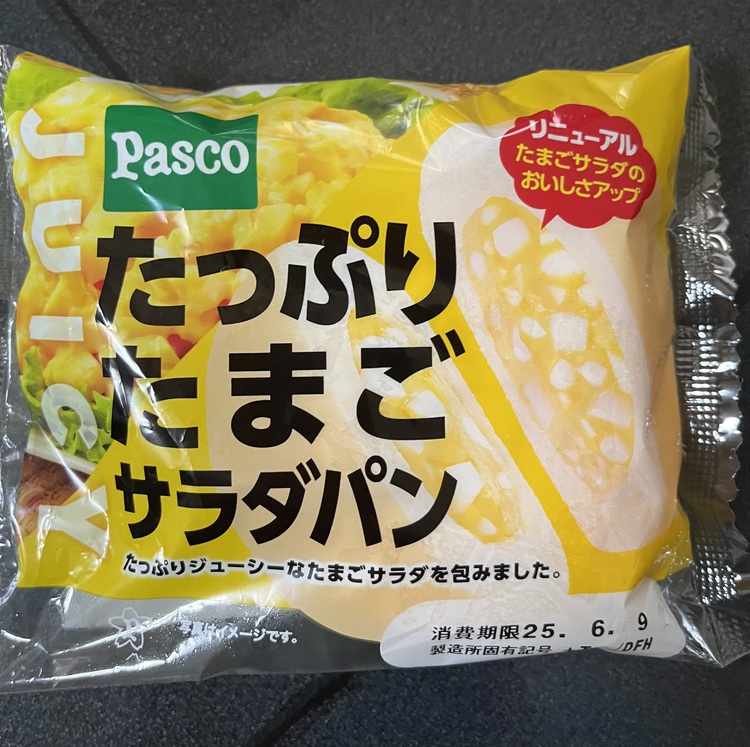 Pasco
JUICY
リニューアル
たまごサラダの
おいしさアップ
たっぷり
たまご
サラダパン
たっぷりジューシーなたまごサラダを包みました。
写真はイメージです。
消費期限25. 6. 9
製造所固有記号